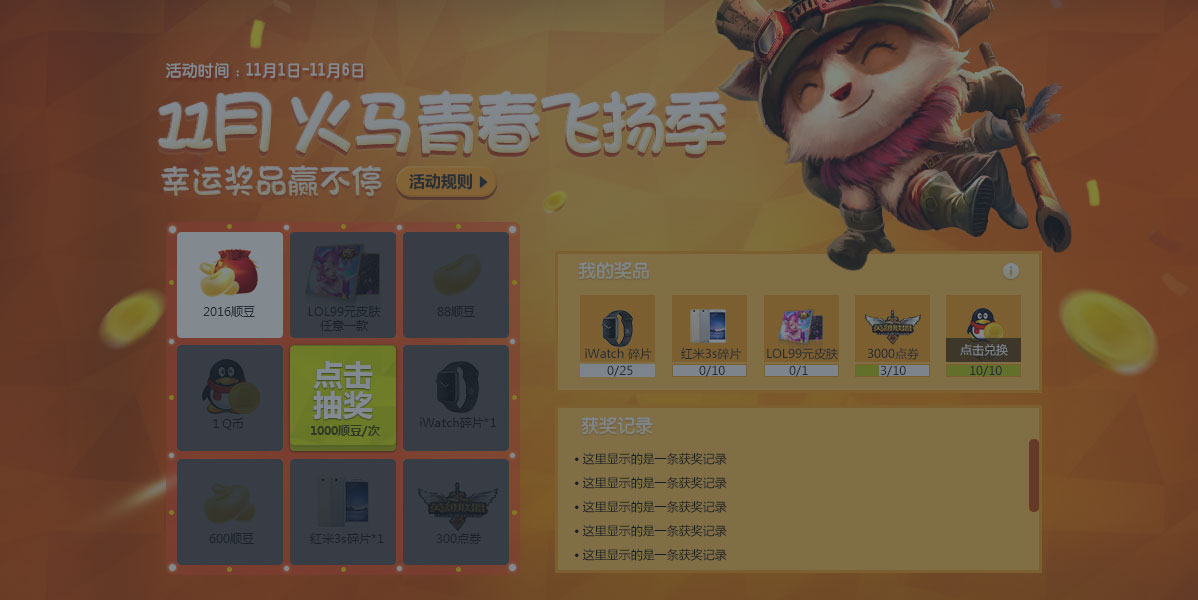 活动时间：11月1日-11月6日
11月 火马青春飞扬季
幸运奖品赢不停
活动规则
2016顺豆
LOL99元皮肤
任意一款
88顺豆
1Q币
点击
抽奖
1000顺豆/次
iWatch碎片*1
600顺豆
红米3s碎片*1
英雄联盟
300点券
我的奖品
iWatch 碎片
0/25
红米3s碎片
0/10
LOL99元皮肤
0/1
英雄联盟
3000点券
3/10
点击兑换
10/10
获奖记录
• 这里显示的是一条获奖记录
• 这里显示的是一条获奖记录
• 这里显示的是一条获奖记录
• 这里显示的是一条获奖记录
• 这里显示的是一条获奖记录